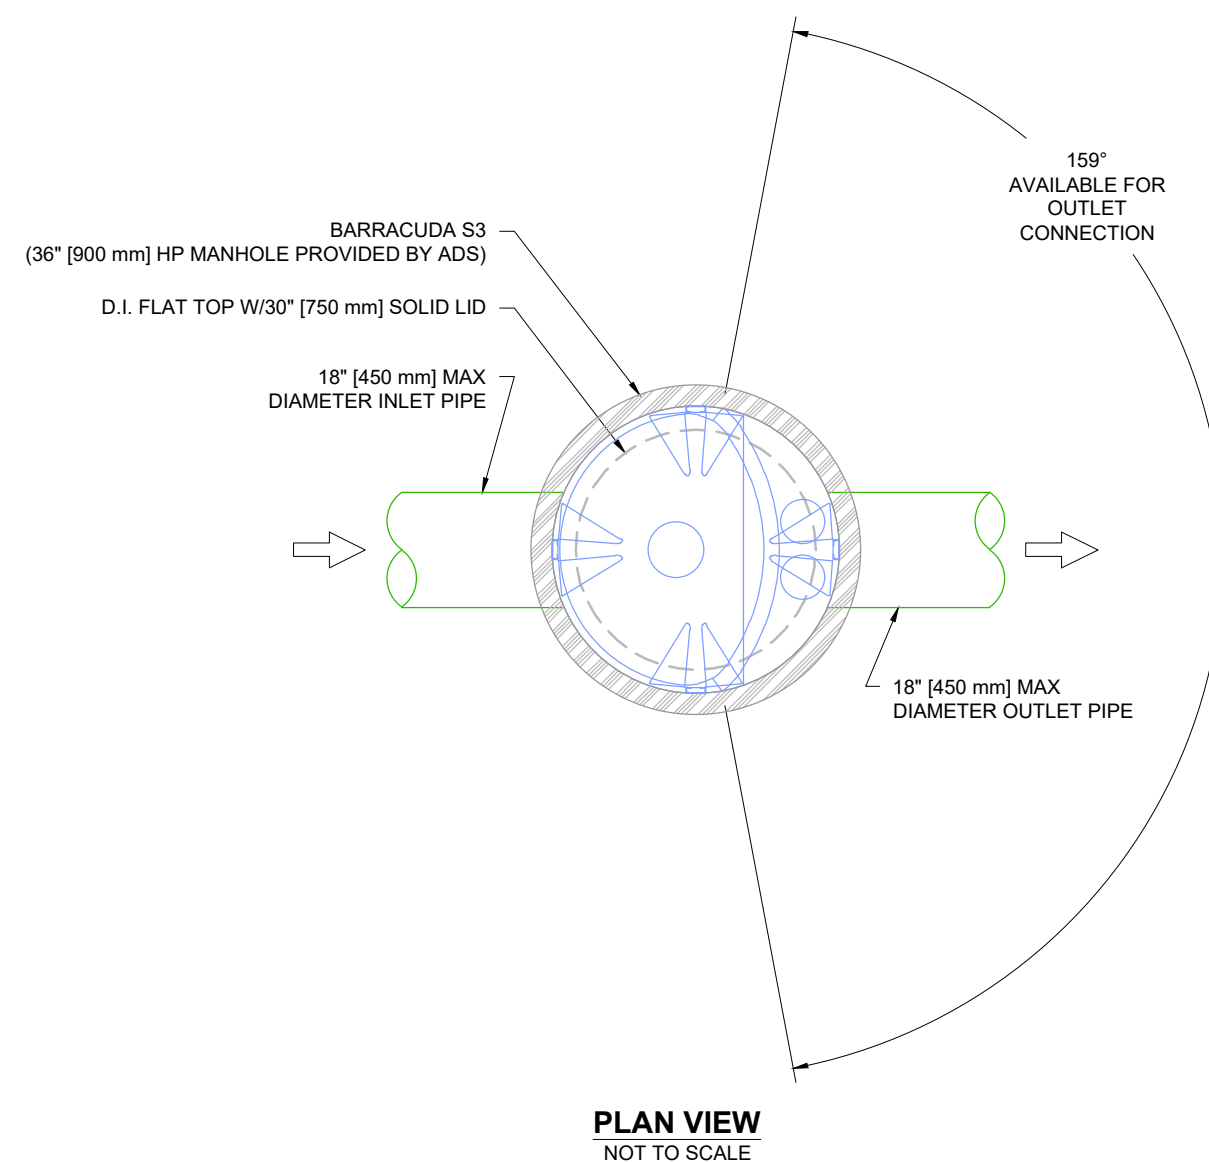 159°
AVAILABLE FOR
OUTLET
CONNECTION
BARRACUDA S3
(36" [900 mm] HP MANHOLE PROVIDED BY ADS)
D.I. FLAT TOP W/30" [750 mm] SOLID LID
18" [450 mm] MAX
DIAMETER INLET PIPE
18" [450 mm] MAX
DIAMETER OUTLET PIPE
PLAN VIEW
NOT TO SCALE